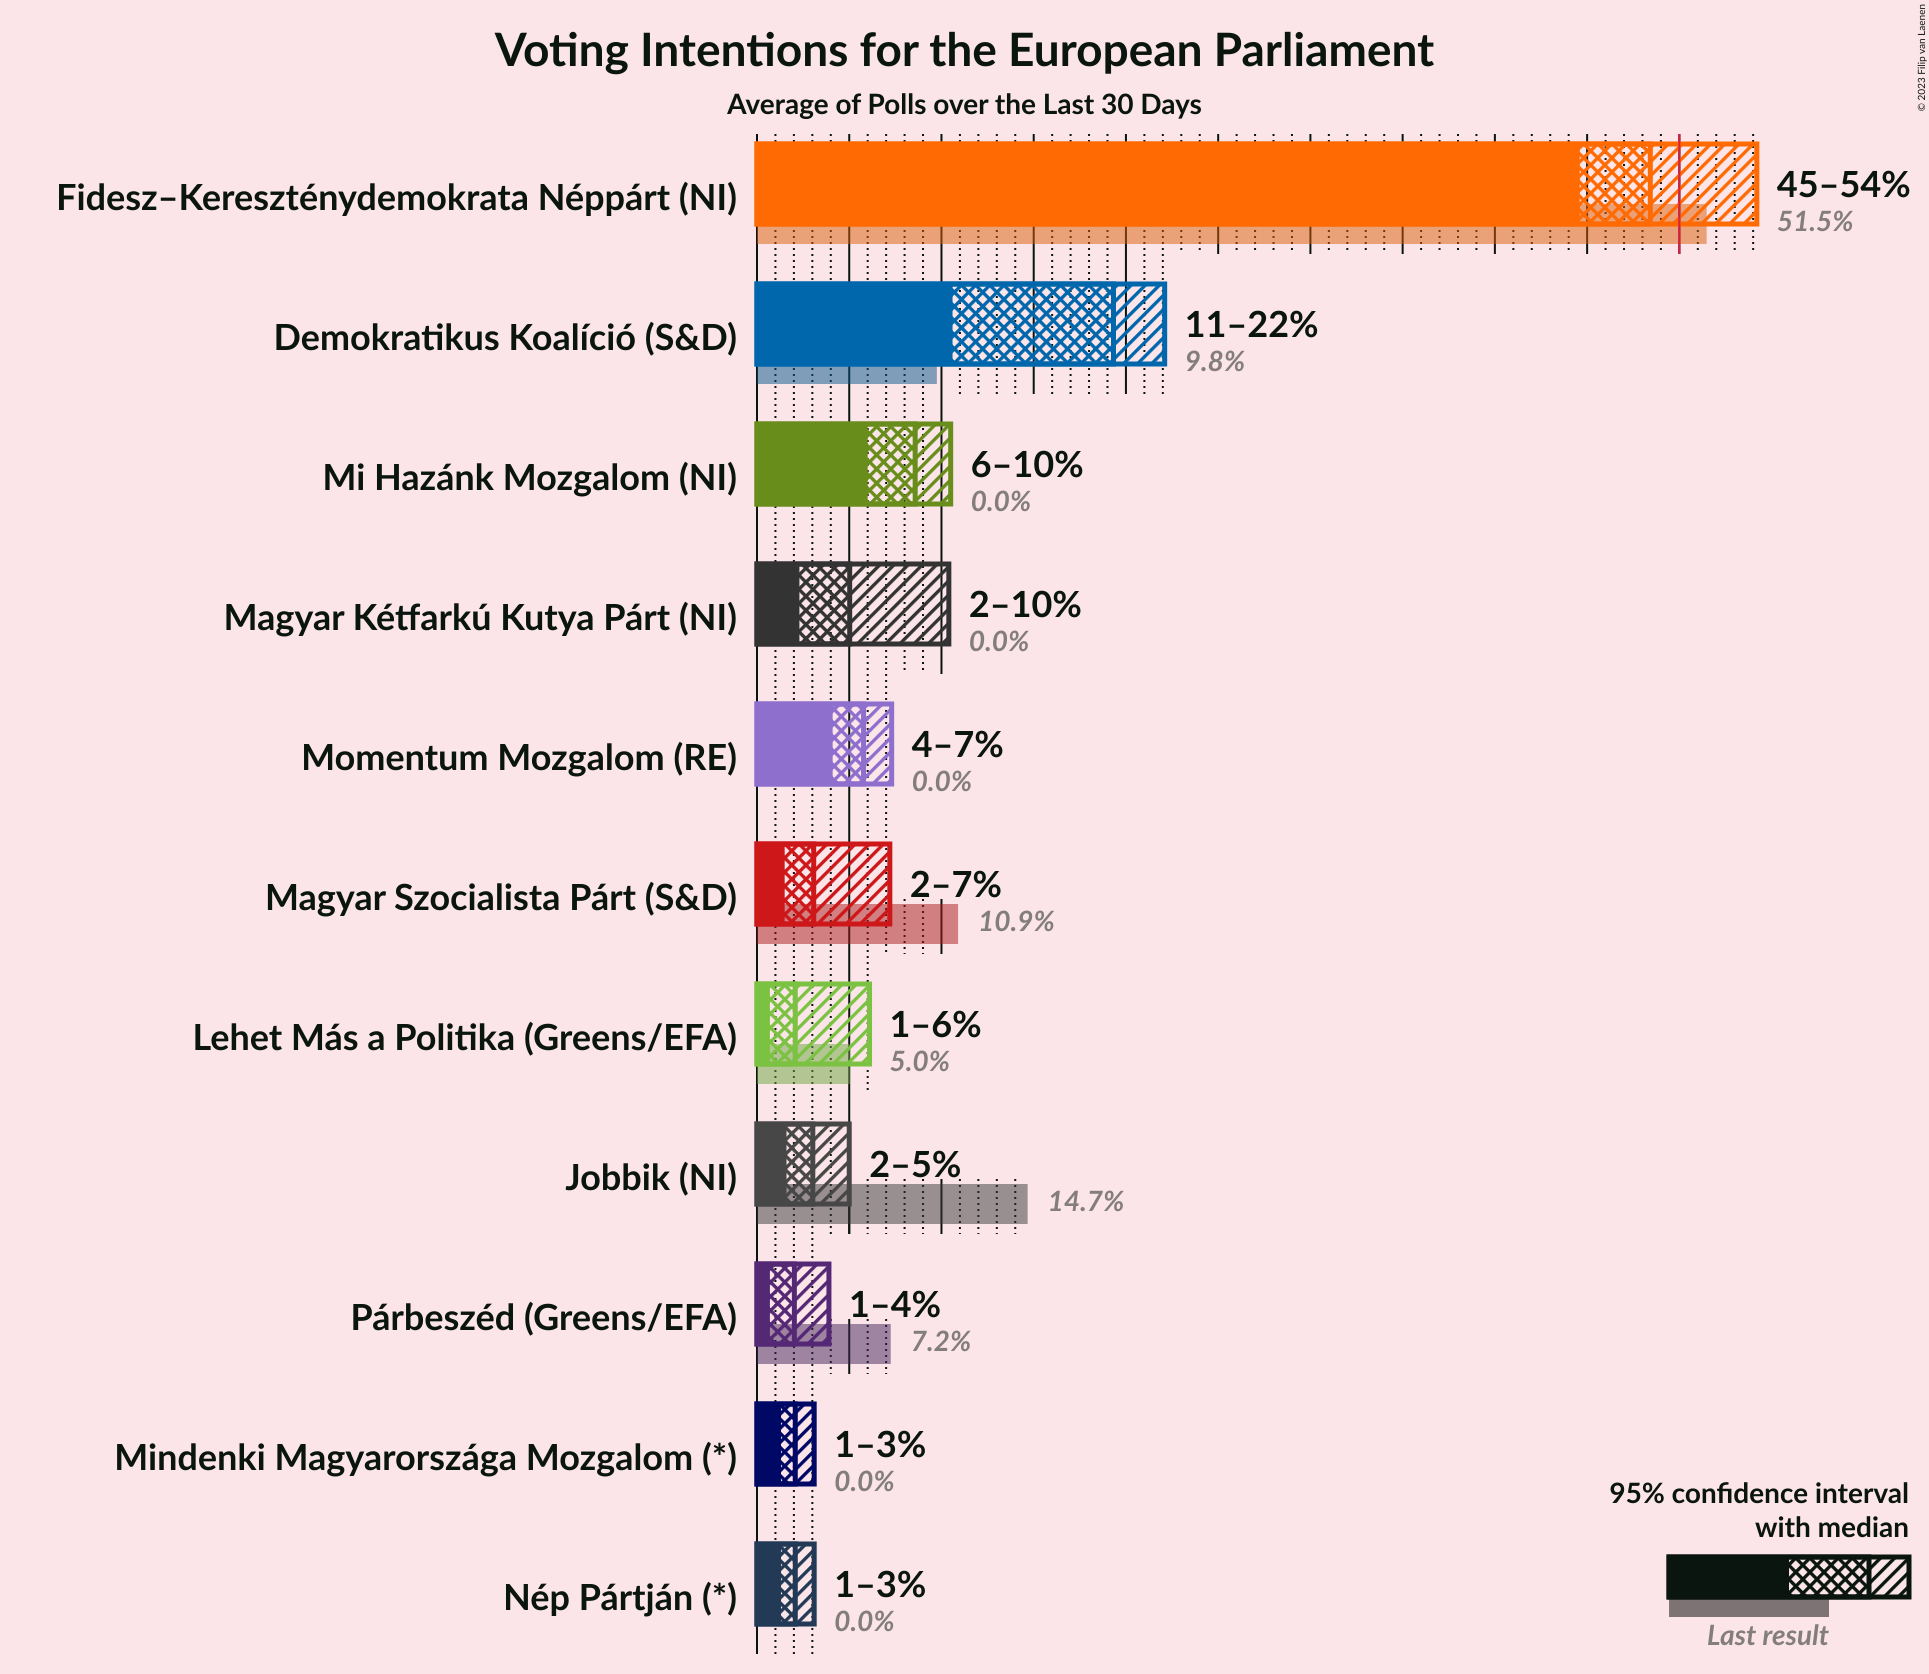 © 2023 Filip van Laenen
Voting Intentions for the European Parliament
Average of Polls over the Last 30 Days
Fidesz–Kereszténydemokrata Néppárt (NI)
45–54%
51.5%
Demokratikus Koalíció (S&D)
11–22%
9.8%
Mi Hazánk Mozgalom (NI)
6–10%
0.0%
Magyar Kétfarkú Kutya Párt (NI)
2–10%
0.0%
Momentum Mozgalom (RE)
4–7%
0.0%
Magyar Szocialista Párt (S&D)
2–7%
10.9%
Lehet Más a Politika (Greens/EFA)
1–6%
5.0%
Jobbik (NI)
2–5%
14.7%
Párbeszéd (Greens/EFA)
1–4%
7.2%
Mindenki Magyarországa Mozgalom (*)
1–3%
0.0%
Nép Pártján (*)
1–3%
0.0%
95% confidence interval
with median
Last result